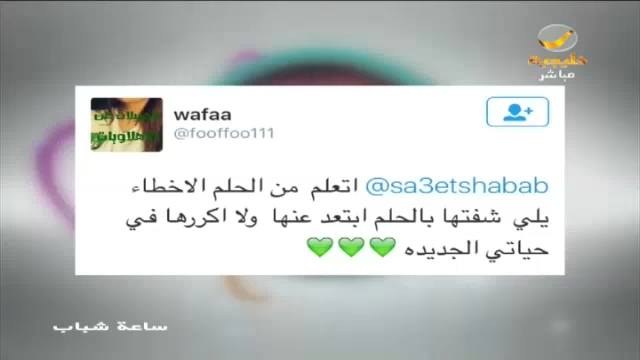 خليجية
مباشر
wafaa
@fooffoo111
@sa3etshabab اتعلم من الحلم الاخطاء
يلي شفتها بالحلم ابتعد عنها ولا اكررها في
حياتي الجديده 💚💚💚
ساعة شباب